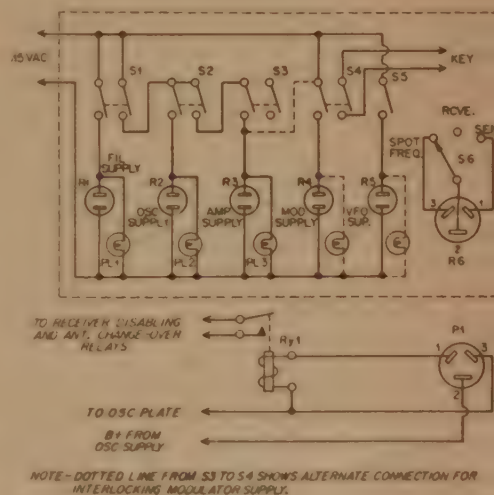 115 VAC
S1
S2
S3
S4
S5
KEY
RCVE.
SEN
SPOT
FREQ.
S6
FIL
SUPPLY
R1
R2
OSC
SUPPLY
R3
AMP
SUPPLY
R4
MOD
SUPPLY
R5
VFO
SUP.
3
1
2
R6
PL1
PL2
PL3
TO RECEIVER DISABLING
AND ANT. CHANGE-OVER
RELAYS
Ry1
P1
1
3
2
TO OSC PLATE
B+ FROM
OSC SUPPLY
NOTE-DOTTED LINE FROM S3 TO S4 SHOWS ALTERNATE CONNECTION FOR
INTERLOCKING MODULATOR SUPPLY.